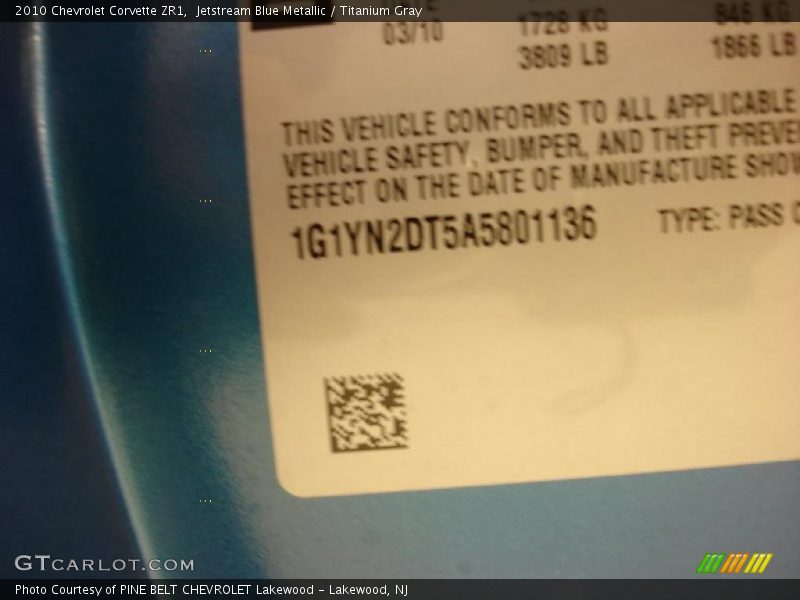 2010 Chevrolet Corvette ZR1, Jetstream Blue Metallic / Titanium Gray
03/10 1728 KG 846 KG
3809 LB 1866 LB
THIS VEHICLE CONFORMS TO ALL APPLICABLE
VEHICLE SAFETY, BUMPER, AND THEFT PREVE
EFFECT ON THE DATE OF MANUFACTURE SHOW
1G1YN2DT5A5801136 TYPE: PASS
GTCARLOT.COM
Photo Courtesy of PINE BELT CHEVROLET Lakewood - Lakewood, NJ